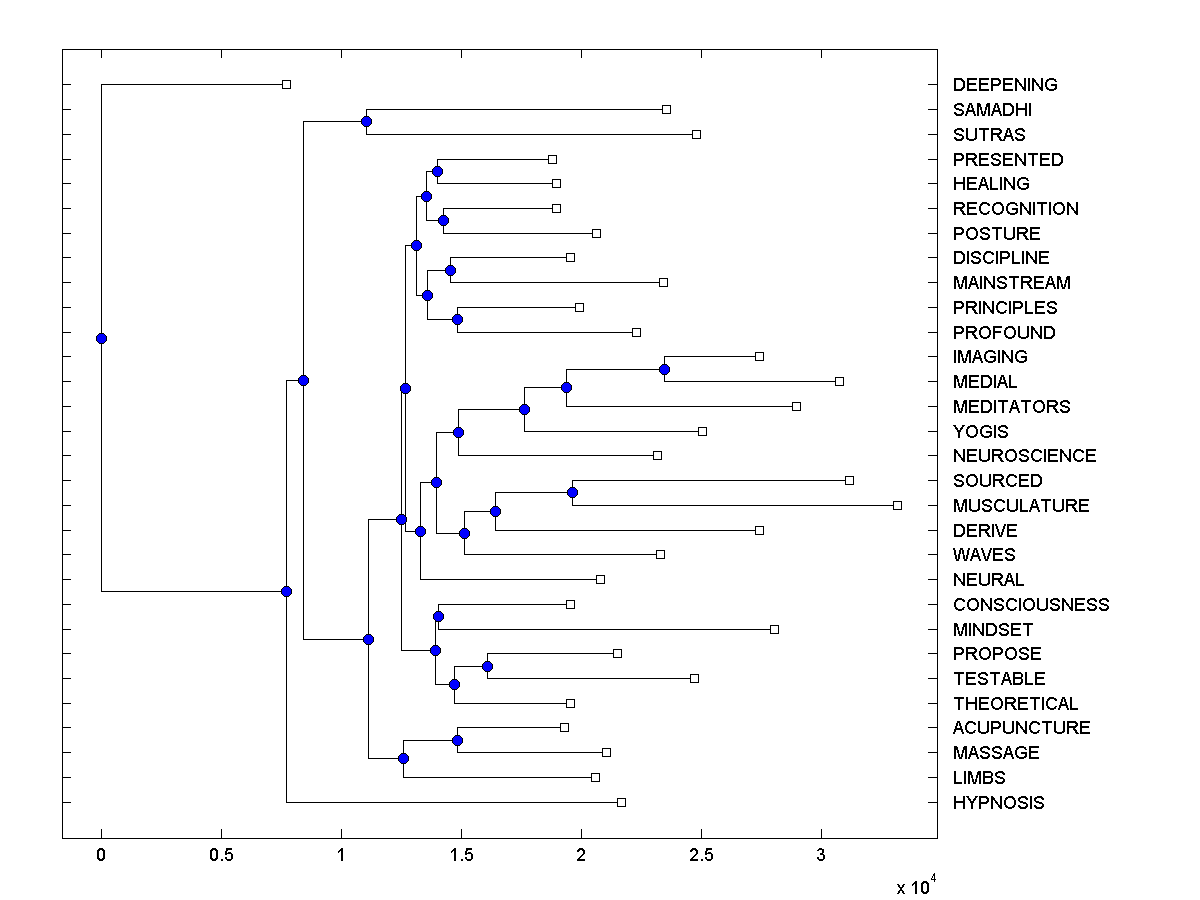 DEEPENING
SAMADHI
SUTRAS
PRESENTED
HEALING
RECOGNITION
POSTURE
DISCIPLINE
MAINSTREAM
PRINCIPLES
PROFOUND
IMAGING
MEDIAL
MEDITATORS
YOGIS
NEUROSCIENCE
SOURCED
MUSCULATURE
DERIVE
WAVES
NEURAL
CONSCIOUSNESS
MINDSET
PROPOSE
TESTABLE
THEORETICAL
ACUPUNCTURE
MASSAGE
LIMBS
HYPNOSIS
0 0.5 1 1.5 2 2.5 3
x 10^4